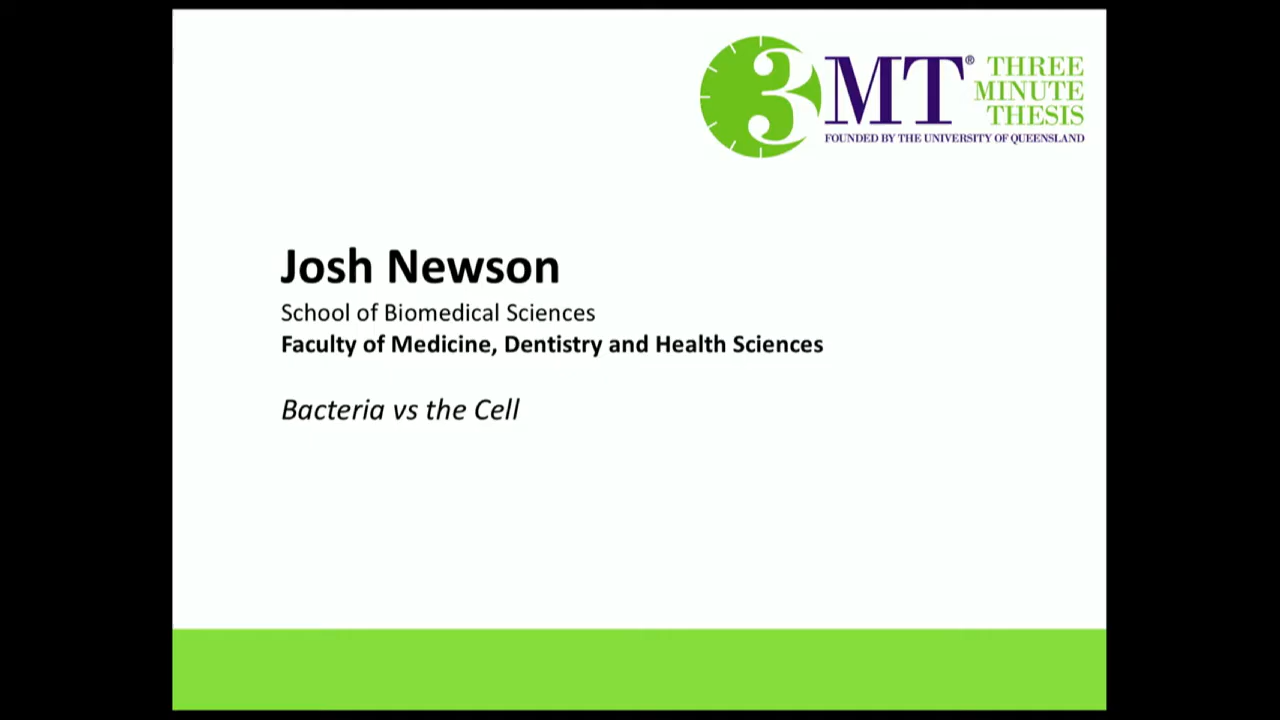 3MT® THREE
MINUTE
THESIS
FOUNDED BY THE UNIVERSITY OF QUEENSLAND
Josh Newson
School of Biomedical Sciences
Faculty of Medicine, Dentistry and Health Sciences
Bacteria vs the Cell